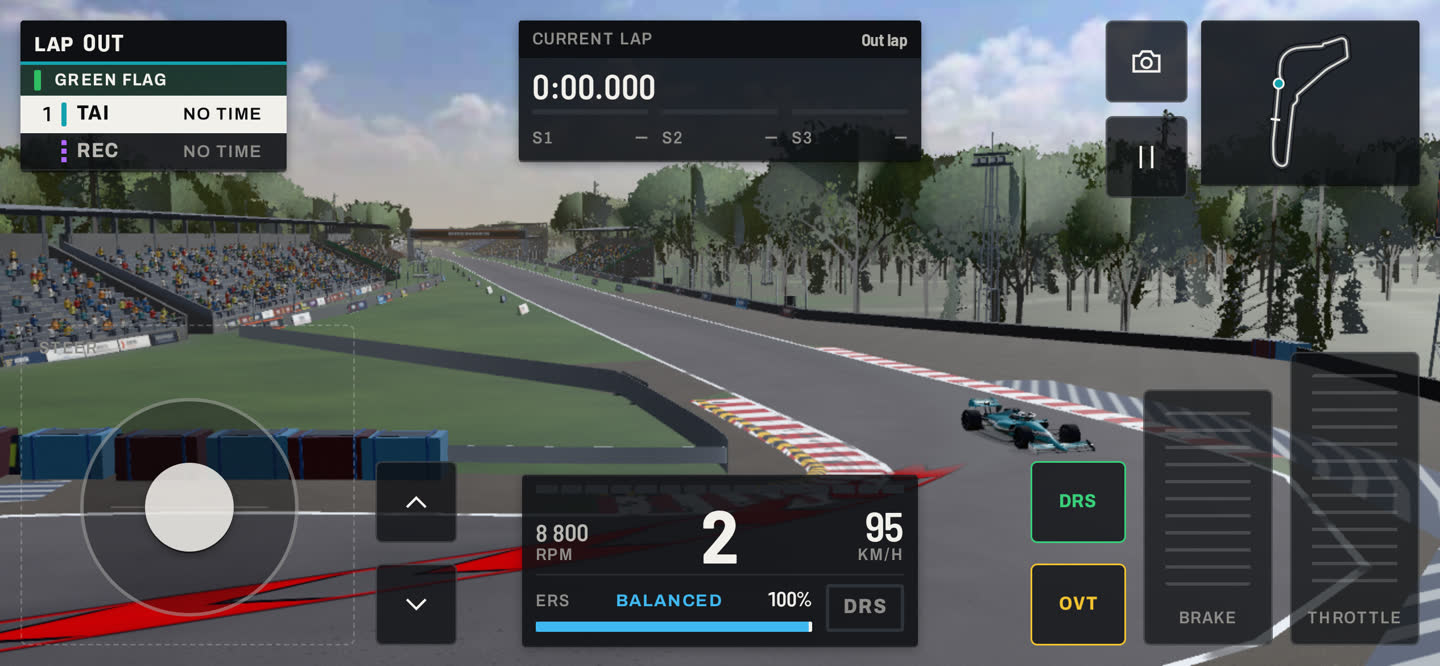 LAP OUT
GREEN FLAG
1 TAI NO TIME
REC NO TIME
CURRENT LAP Out lap
0:00.000
S1 – S2 – S3 –
STEER
8 800
RPM
2
95
KM/H
ERS BALANCED 100% DRS
DRS
OVT
BRAKE
THROTTLE